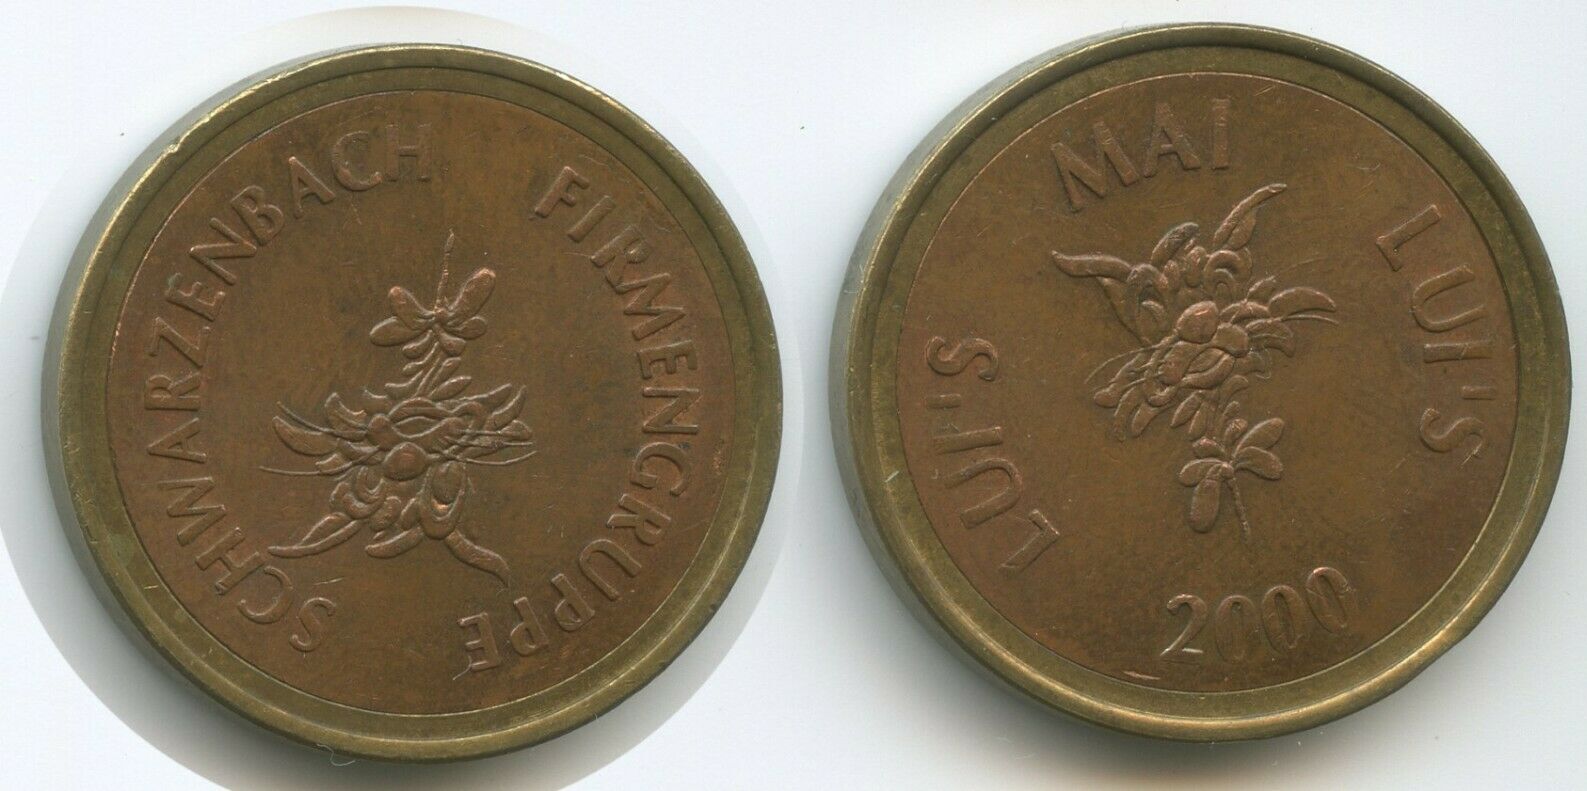 SCHWARZENBACH FIRMENGRUPPE
LUI'S MAI LUI'S
2000